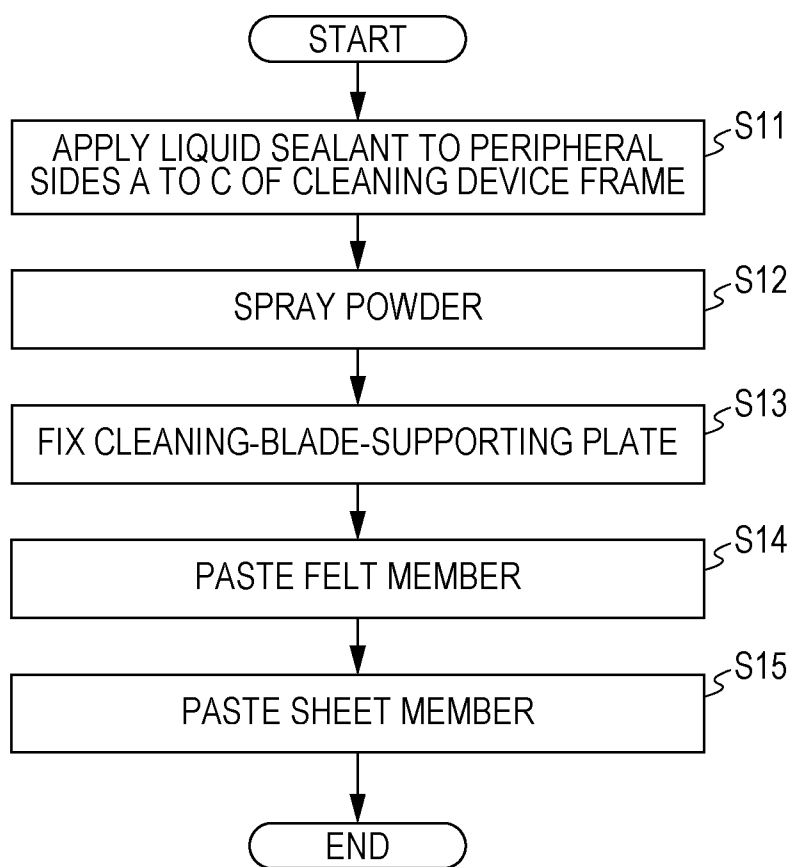 START
APPLY LIQUID SEALANT TO PERIPHERAL
SIDES A TO C OF CLEANING DEVICE FRAME
S11
SPRAY POWDER
S12
FIX CLEANING-BLADE-SUPPORTING PLATE
S13
PASTE FELT MEMBER
S14
PASTE SHEET MEMBER
S15
END